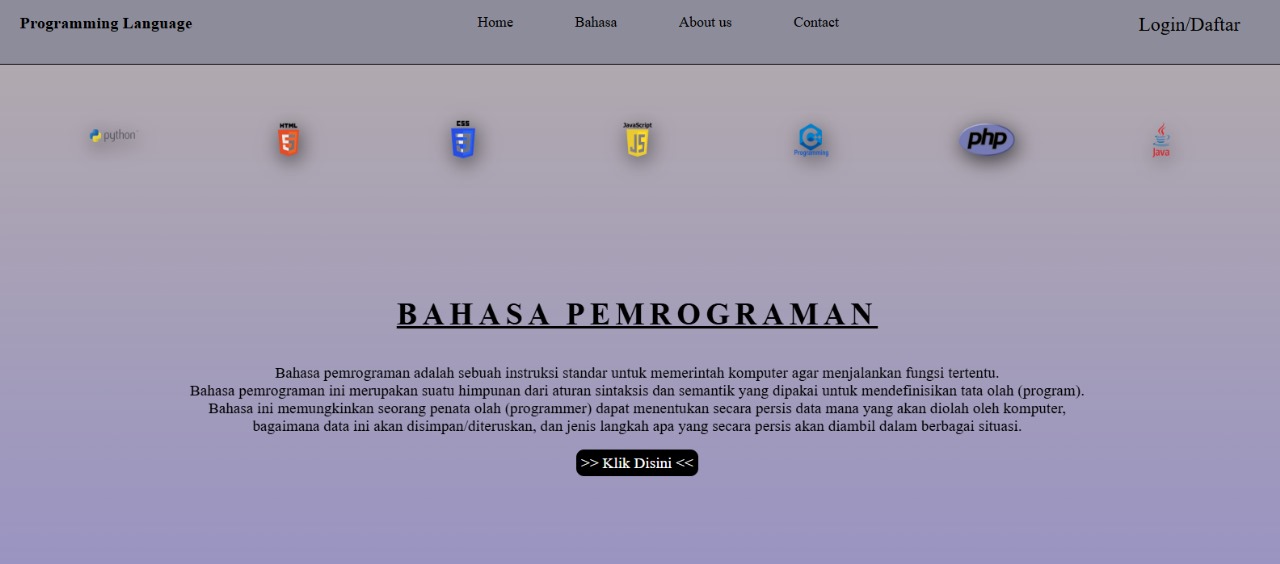 Programming Language
Home
Bahasa
About us
Contact
Login/Daftar
python
HTML
CSS
JavaScript
JS
Programming
php
Java
BAHASA PEMROGRAMAN
Bahasa pemrograman adalah sebuah instruksi standar untuk memerintah komputer agar menjalankan fungsi tertentu.
Bahasa pemrograman ini merupakan suatu himpunan dari aturan sintaksis dan semantik yang dipakai untuk mendefinisikan tata olah (program).
Bahasa ini memungkinkan seorang penata olah (programmer) dapat menentukan secara persis data mana yang akan diolah oleh komputer,
bagaimana data ini akan disimpan/diteruskan, dan jenis langkah apa yang secara persis akan diambil dalam berbagai situasi.
>> Klik Disini <<